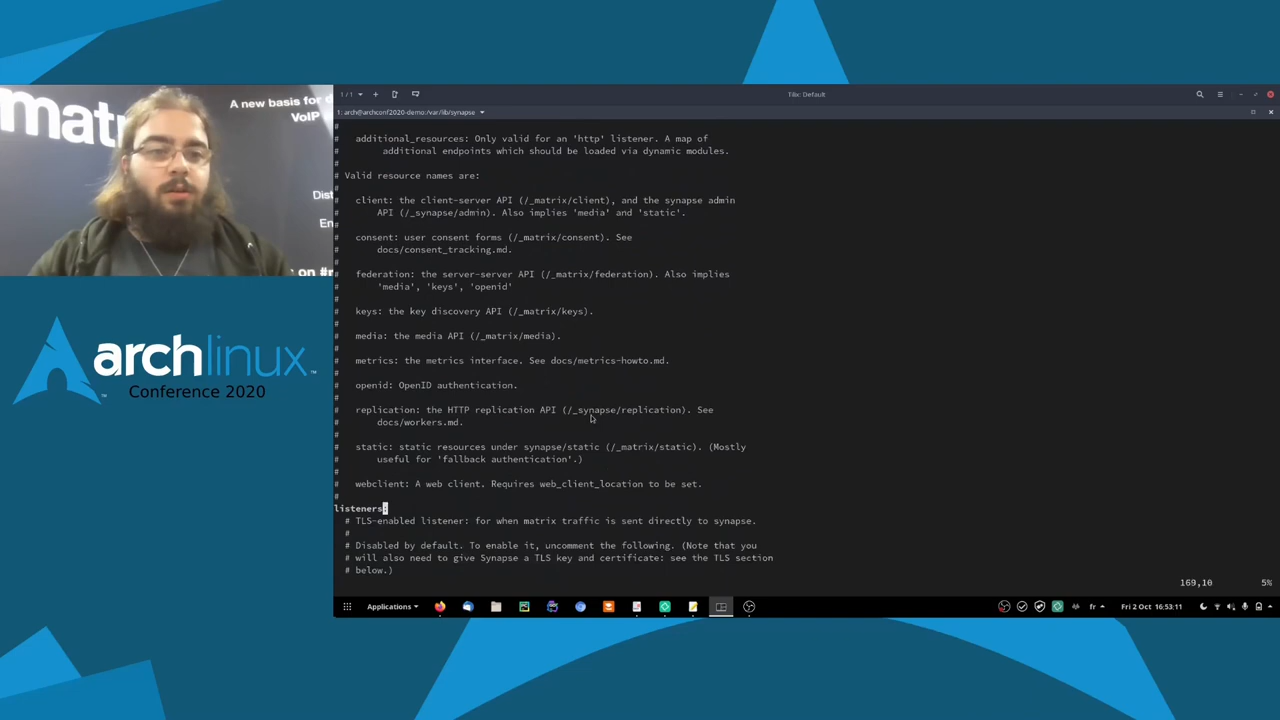 matr
A new basis for d
VoIP
Dist
En
on #
archlinux
™
Conference 2020
1 / 1
Tilix: Default
1: arch@archconf2020-demo:/var/lib/synapse
#
#   additional_resources: Only valid for an 'http' listener. A map of
#        additional endpoints which should be loaded via dynamic modules.
#
# Valid resource names are:
#
#   client: the client-server API (/_matrix/client), and the synapse admin
#       API (/_synapse/admin). Also implies 'media' and 'static'.
#
#   consent: user consent forms (/_matrix/consent). See
#       docs/consent_tracking.md.
#
#   federation: the server-server API (/_matrix/federation). Also implies
#       'media', 'keys', 'openid'
#
#   keys: the key discovery API (/_matrix/keys).
#
#   media: the media API (/_matrix/media).
#
#   metrics: the metrics interface. See docs/metrics-howto.md.
#
#   openid: OpenID authentication.
#
#   replication: the HTTP replication API (/_synapse/replication). See
#       docs/workers.md.
#
#   static: static resources under synapse/static (/_matrix/static). (Mostly
#       useful for 'fallback authentication'.)
#
#   webclient: A web client. Requires web_client_location to be set.
#
listeners:
  # TLS-enabled listener: for when matrix traffic is sent directly to synapse.
  #
  # Disabled by default. To enable it, uncomment the following. (Note that you
  # will also need to give Synapse a TLS key and certificate: see the TLS section
  # below.)
169,10
5%
Applications
fr
Fri 2 Oct 16:53:11